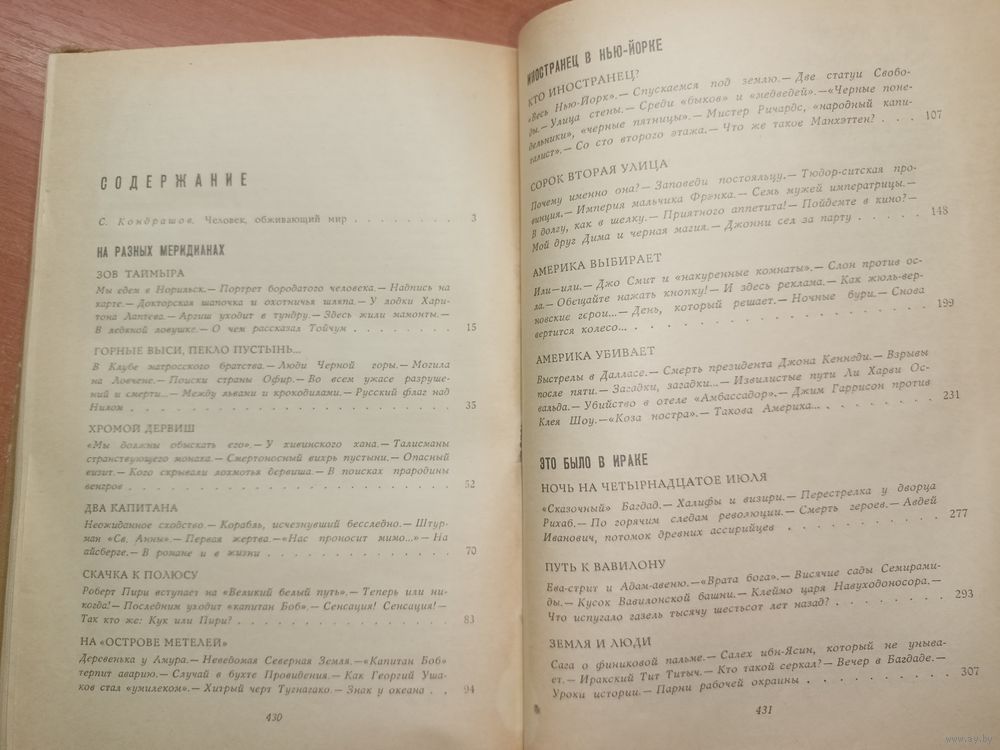 СОДЕРЖАНИЕ
С. Кондрашов. Человек, обживающий мир . . . . . . . . 3
НА РАЗНЫХ МЕРИДИАНАХ
ЗОВ ТАЙМЫРА
Мы едем в Норильск.— Портрет бородатого человека.— Надпись на
карте.— Докторская шапочка и охотничья шляпа.— У лодки Хари-
тона Лаптева.— Аргиш уходит в тундру.— Здесь жили мамонты.—
В ледяной ловушке.— О чем рассказал Тойчум . . . . . . . . 15
ГОРНЫЕ ВЫСИ, ПЕКЛО ПУСТЫНЬ...
В Клубе матросского братства.— Люди Черной горы.— Могила
на Ловчене.— Поиски страны Офир.— Во всем ужасе разруше-
ний и смерти...— Между львами и крокодилами.— Русский флаг над
Нилом . . . . . . . . 35
ХРОМОЙ ДЕРВИШ
«Мы должны обыскать его».— У хивинского хана.— Талисманы
странствующего монаха.— Смертоносный вихрь пустыни.— Опасный
визит.— Кого скрывали лохмотья дервиша.— В поисках прародины
венгров . . . . . . . . 52
ДВА КАПИТАНА
Неожиданное сходство.— Корабль, исчезнувший бесследно.— Штур-
ман «Св. Анны».— Первая жертва.— «Нас проносит мимо...»— На
айсберге.— В романе и в жизни . . . . . . . . 70
СКАЧКА К ПОЛЮСУ
Роберт Пири вступает на «Великий белый путь».— Теперь или ни-
когда!— Последним уходит «капитан Боб».— Сенсация! Сенсация!—
Так кто же: Кук или Пири? . . . . . . . . 83
НА «ОСТРОВЕ МЕТЕЛЕЙ»
Деревенька у Амура.— Неведомая Северная Земля.— «Капитан Боб»
терпит аварию.— Случай в бухте Провидения.— Как Георгий Уша-
ков стал «умилеком».— Хитрый черт Тугнагако.— Знак у океана . . 94
430
ИНОСТРАНЕЦ В НЬЮ-ЙОРКЕ
КТО ИНОСТРАНЕЦ?
«Весь Нью-Йорк».— Спускаемся под землю.— Две статуи Свобо-
ды.— Улица стены.— Среди «быков» и «медведей».— «Черные поне-
дельники», «черные пятницы».— Мистер Ричардс, «народный капи-
талист».— Со сто второго этажа.— Что же такое Манхэттен? . . . 107
СОРОК ВТОРАЯ УЛИЦА
Почему именно она?— Заповеди постояльцу.— Тюдор-ситская про-
винция.— Империя мальчика Фрэнка.— Семь мужей императрицы.—
В долгу, как в шелку.— Приятного аппетита!— Пойдемте в кино?—
Мой друг Дима и черная магия.— Джонни сел за парту . . . . . 148
АМЕРИКА ВЫБИРАЕТ
Или—или.— Джо Смит и «накуренные комнаты».— Слон против ос-
ла.— Обещайте нажать кнопку!— И здесь реклама.— Как жюль-вер-
новские герои...— День, который решает.— Ночные бури.— Снова
вертится колесо... . . . . . . . . 199
АМЕРИКА УБИВАЕТ
Выстрелы в Далласе.— Смерть президента Джона Кеннеди.— Взрывы
после пяти.— Загадки, загадки...— Извилистые пути Ли Харви Ос-
вальда.— Убийство в отеле «Амбассадор».— Джим Гаррисон против
Клея Шоу.— «Коза ностра».— Такова Америка... . . . . . . . . 231
ЭТО БЫЛО В ИРАКЕ
НОЧЬ НА ЧЕТЫРНАДЦАТОЕ ИЮЛЯ
«Сказочный» Багдад.— Халифы и визири.— Перестрелка у дворца
Рихаб.— По горячим следам революции.— Смерть героев.— Авдей
Иванович, потомок древних ассирийцев . . . . . . . . 277
ПУТЬ К ВАВИЛОНУ
Ева-стрит и Адам-авеню.— «Врата бога».— Висячие сады Семирами-
ды.— Кусок Вавилонской башни.— Клеймо царя Навуходоносора.—
Что испугало газель тысячу шестьсот лет назад? . . . . . . . . 293
ЗЕМЛЯ И ЛЮДИ
Сага о финиковой пальме.— Салех ибн-Ясин, который не уныва-
ет.— Иракский Тит Титыч.— Кто такой серкал?— Вечер в Багдаде.—
Уроки истории.— Парни рабочей окраины . . . . . . . . 307
431
www.ay.by